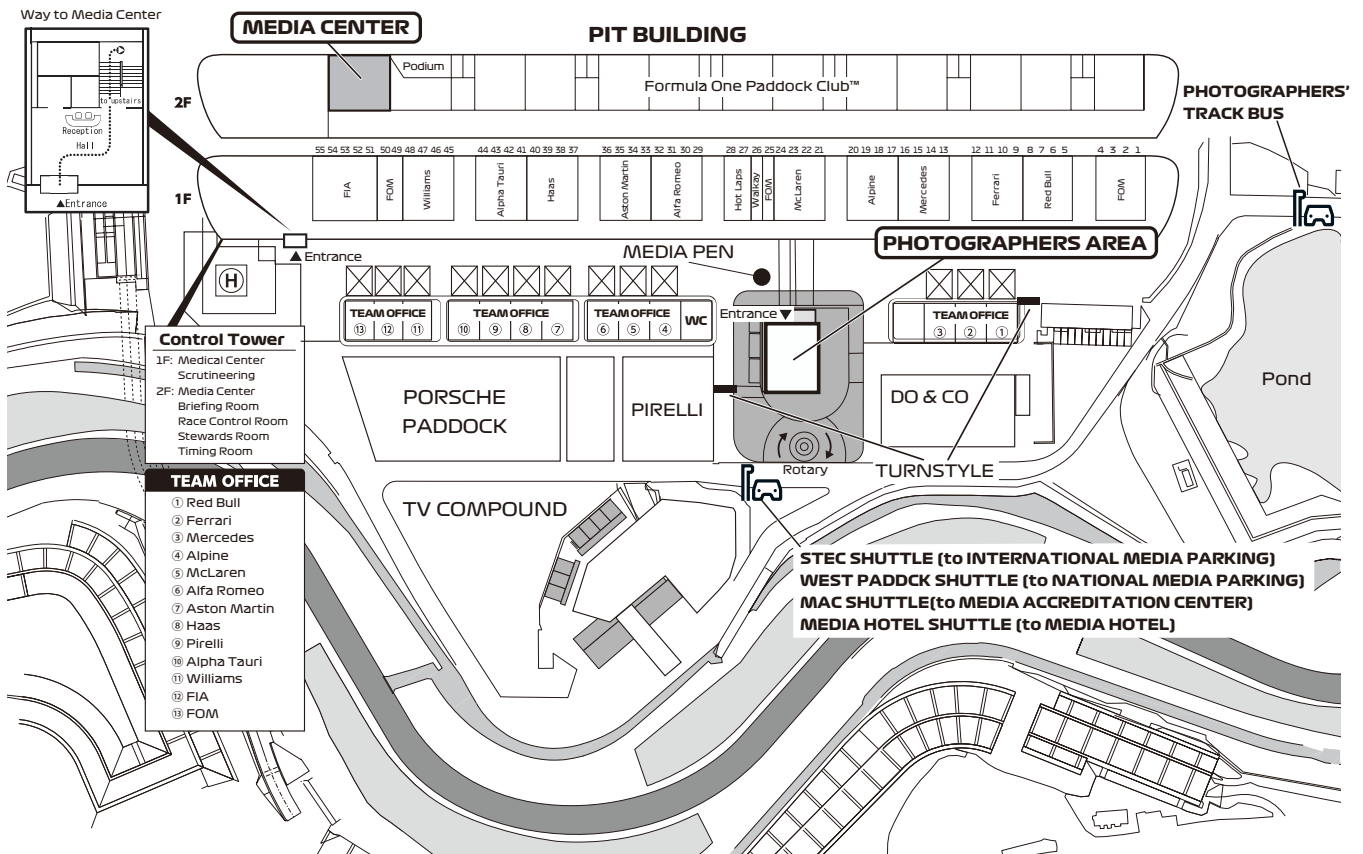 Way to Media Center
to upstairs
Reception
Hall
▲Entrance
MEDIA CENTER
PIT BUILDING
2F
Podium
Formula One Paddock Club™
PHOTOGRAPHERS'
TRACK BUS
1F
55 54 53 52 51 50 49 48 47 46 45 44 43 42 41 40 39 38 37 36 35 34 33 32 31 30 29 28 27 26 25 24 23 22 21 20 19 18 17 16 15 14 13 12 11 10 9 8 7 6 5 4 3 2 1
FIA
FOM
Williams
Alpha Tauri
Haas
Aston Martin
Alfa Romeo
Hot Laps
Walkay
FOM
McLaren
Alpine
Mercedes
Ferrari
Red Bull
FOM
▲Entrance
H
MEDIA PEN
PHOTOGRAPHERS AREA
Entrance▼
TEAM OFFICE
⑬ ⑫ ⑪
TEAM OFFICE
⑩ ⑨ ⑧ ⑦
TEAM OFFICE
⑥ ⑤ ④
WC
TEAM OFFICE
③ ② ①
PORSCHE
PADDOCK
PIRELLI
DO & CO
Pond
Rotary
TURNSTYLE
TV COMPOUND
Control Tower
1F: Medical Center
Scrutineering
2F: Media Center
Briefing Room
Race Control Room
Stewards Room
Timing Room
TEAM OFFICE
① Red Bull
② Ferrari
③ Mercedes
④ Alpine
⑤ McLaren
⑥ Alfa Romeo
⑦ Aston Martin
⑧ Haas
⑨ Pirelli
⑩ Alpha Tauri
⑪ Williams
⑫ FIA
⑬ FOM
STEC SHUTTLE (to INTERNATIONAL MEDIA PARKING)
WEST PADDCK SHUTTLE (to NATIONAL MEDIA PARKING)
MAC SHUTTLE(to MEDIA ACCREDITATION CENTER)
MEDIA HOTEL SHUTTLE (to MEDIA HOTEL)